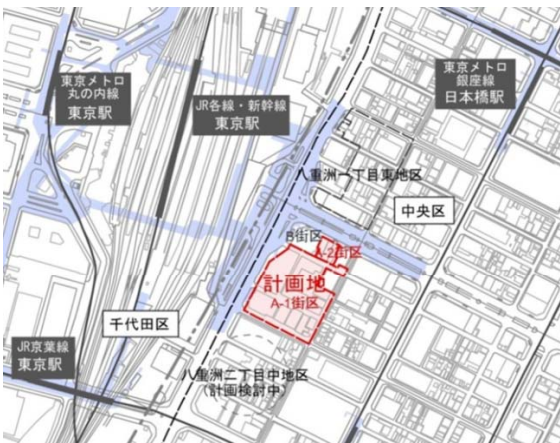 東京メトロ
丸の内線
東京駅
JR各線・新幹線
東京駅
東京メトロ
銀座線
日本橋駅
八重洲一丁目東地区
中央区
B街区
A-2街区
計画地
A-1街区
千代田区
JR京葉線
東京駅
八重洲二丁目中地区
(計画検討中)